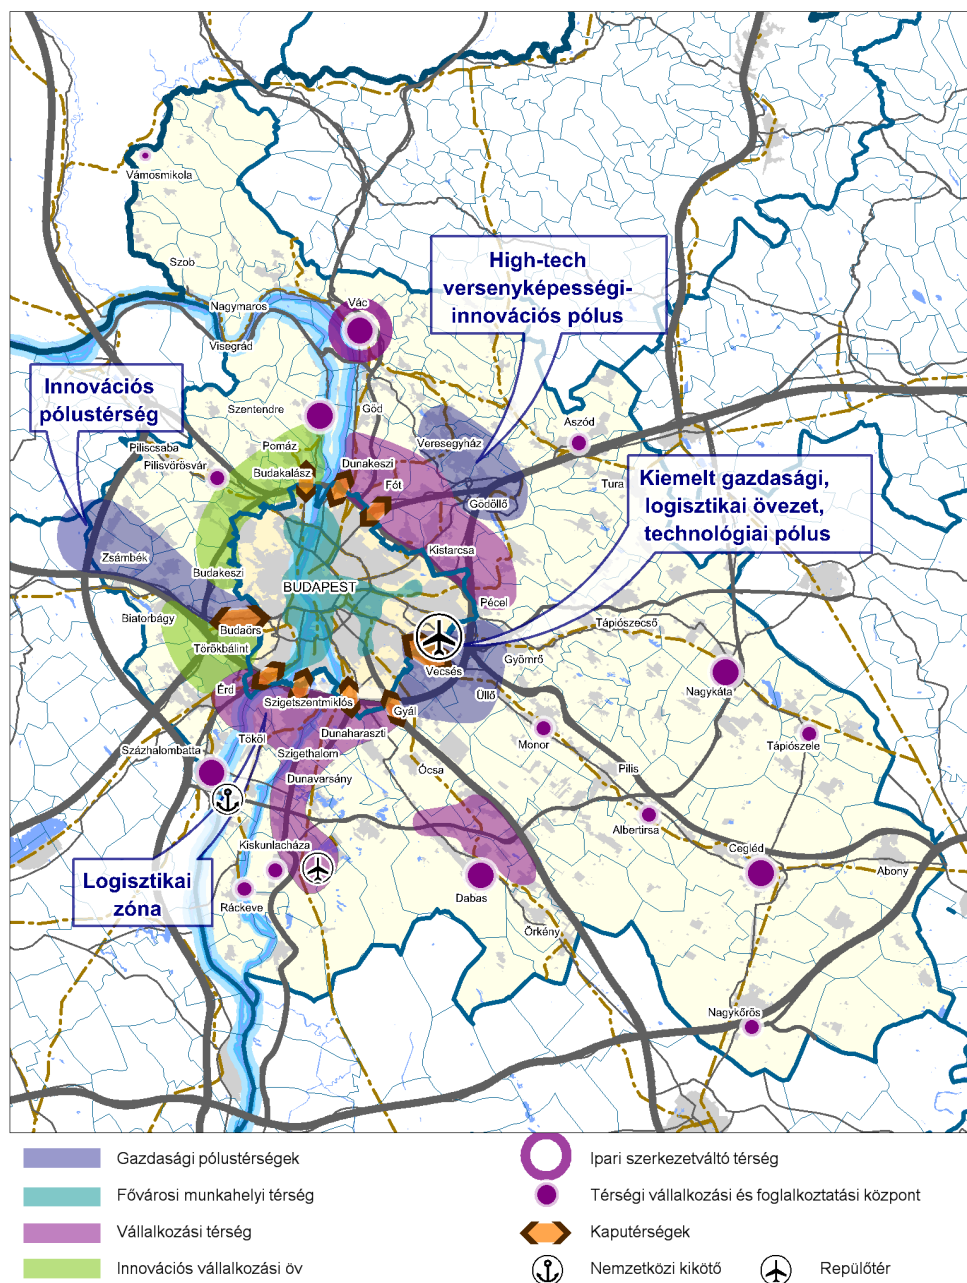 Vámosmikola
Szob
Nagymaros
Visegrád
Vác
High-tech
versenyképességi-
innovációs pólus
Innovációs
pólustérség
Szentendre
Göd
Aszód
Veresegyház
Pomáz
Piliscsaba
Pilisvörösvár
Budakalász
Dunakeszi
Fót
Tura
Kiemelt gazdasági,
logisztikai övezet,
technológiai pólus
Gödöllő
Kistarcsa
Zsámbék
Budakeszi
BUDAPEST
Pécel
Biatorbágy
Budaörs
Törökbálint
Tápiószecső
Vecsés
Gyömrő
Nagykáta
Érd
Szigetszentmiklós
Gyál
Üllő
Tököl
Dunaharaszti
Monor
Tápiószele
Százhalombatta
Szigethalom
Ócsa
Pilis
Dunavarsány
Albertirsa
Kiskunlacháza
Cegléd
Abony
Logisztikai
zóna
Ráckeve
Dabas
Örkény
Nagykőrös
Gazdasági pólustérségek
Fővárosi munkahelyi térség
Vállalkozási térség
Innovációs vállalkozási öv
Ipari szerkezetváltó térség
Térségi vállalkozási és foglalkoztatási központ
Kaputérségek
Nemzetközi kikötő
Repülőtér